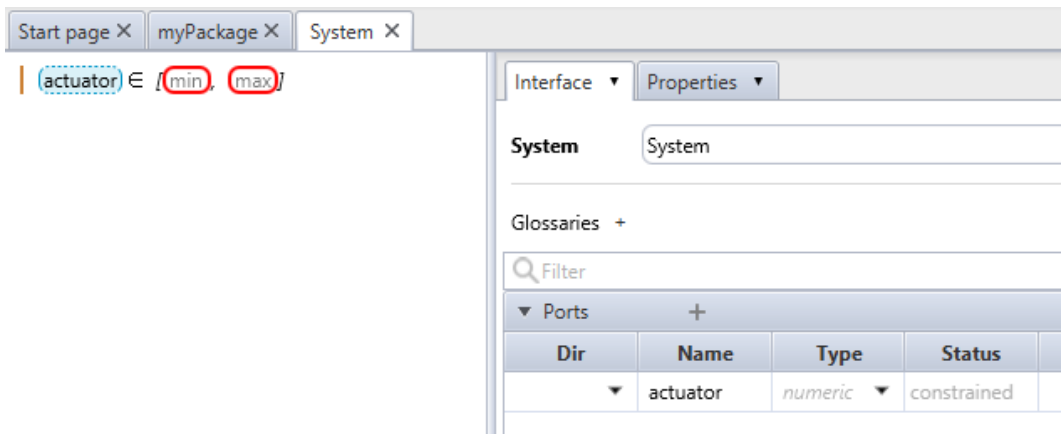 Start page × myPackage × System ×
(actuator) ∈ [min, max]
Interface ▼ Properties ▼
System System
Glossaries +
Filter
▼ Ports +
Dir Name Type Status
▼ actuator numeric ▼ constrained